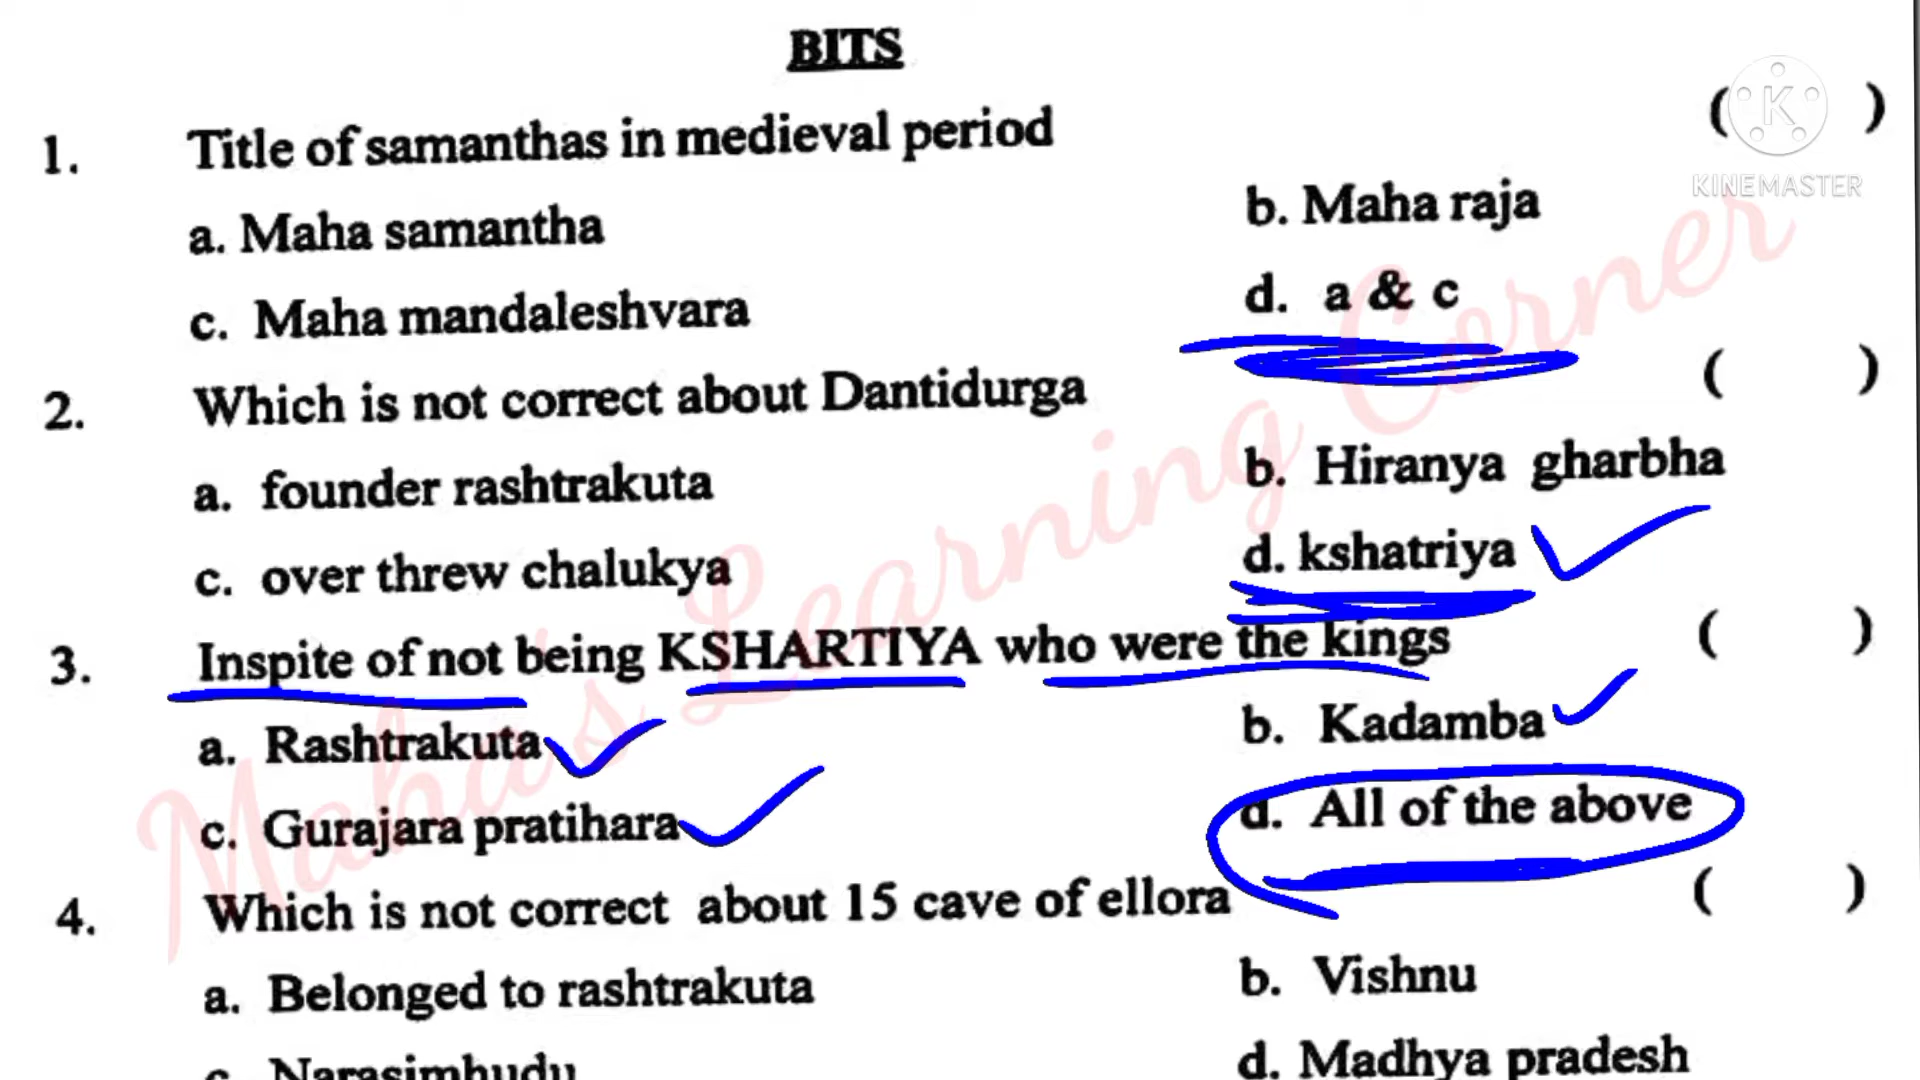 BITS
1. Title of samanthas in medieval period ( )
KINEMASTER
a. Maha samantha b. Maha raja
c. Maha mandaleshvara d. a & c
2. Which is not correct about Dantidurga ( )
a. founder rashtrakuta b. Hiranya gharbha
c. over threw chalukya d. kshatriya
3. Inspite of not being KSHARTIYA who were the kings ( )
a. Rashtrakuta b. Kadamba
c. Gurajara pratihara d. All of the above
4. Which is not correct about 15 cave of ellora ( )
a. Belonged to rashtrakuta b. Vishnu
c. Narasimhudu d. Madhya pradesh
Maha's Learning Corner